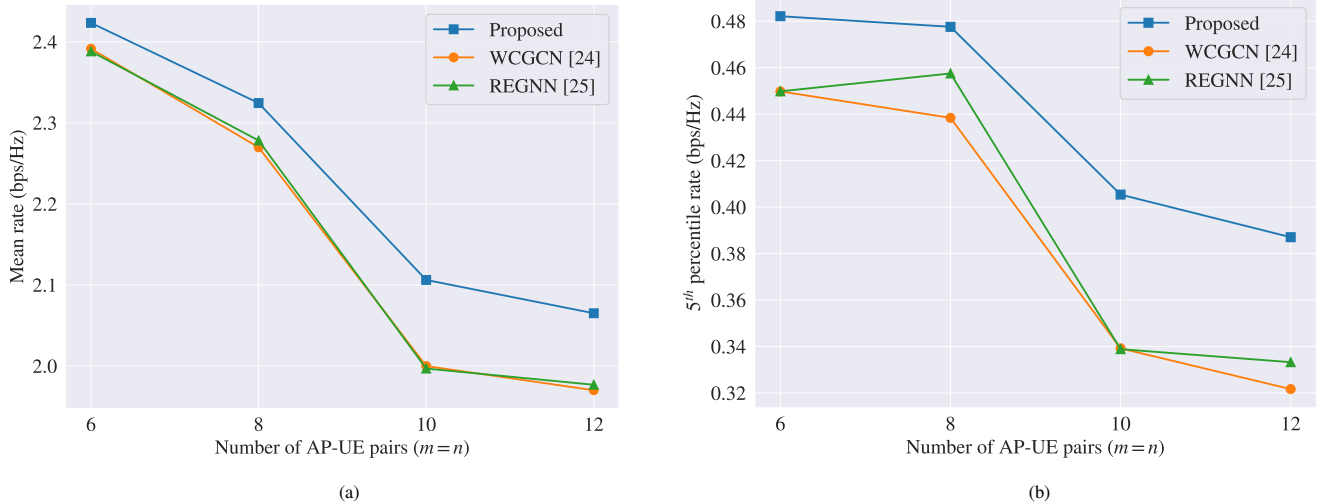 2.4
2.3
2.2
2.1
2.0
Mean rate (bps/Hz)
Proposed
WCGCN [24]
REGNN [25]
6 8 10 12
Number of AP-UE pairs (m=n)
(a)
0.48
0.46
0.44
0.42
0.40
0.38
0.36
0.34
0.32
5th percentile rate (bps/Hz)
Proposed
WCGCN [24]
REGNN [25]
6 8 10 12
Number of AP-UE pairs (m=n)
(b)